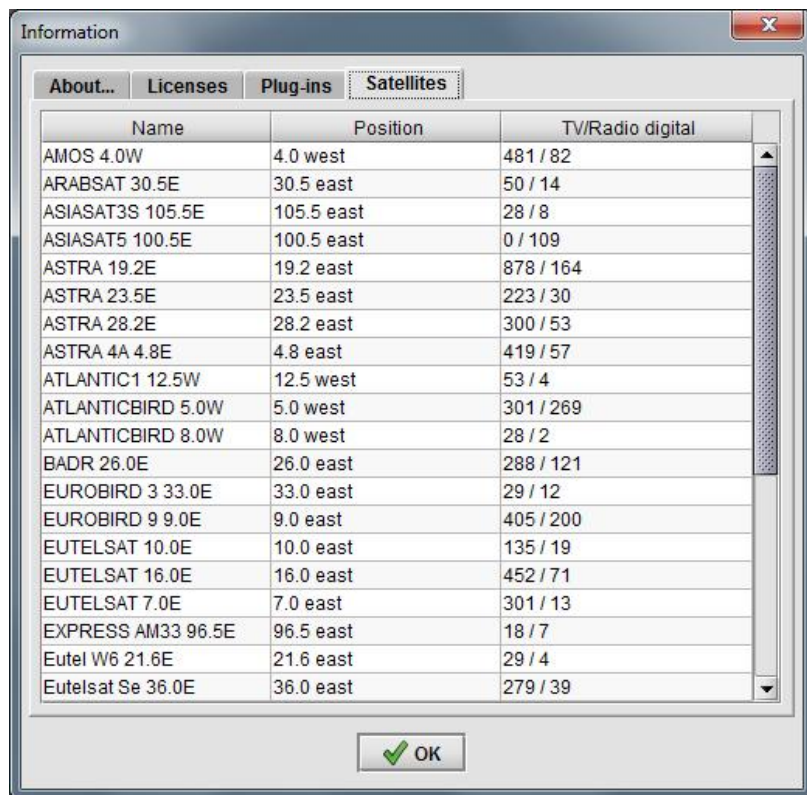 Information
About... Licenses Plug-ins Satellites
Name Position TV/Radio digital
AMOS 4.0W 4.0 west 481 / 82
ARABSAT 30.5E 30.5 east 50 / 14
ASIASAT3S 105.5E 105.5 east 28 / 8
ASIASAT5 100.5E 100.5 east 0 / 109
ASTRA 19.2E 19.2 east 878 / 164
ASTRA 23.5E 23.5 east 223 / 30
ASTRA 28.2E 28.2 east 300 / 53
ASTRA 4A 4.8E 4.8 east 419 / 57
ATLANTIC1 12.5W 12.5 west 53 / 4
ATLANTICBIRD 5.0W 5.0 west 301 / 269
ATLANTICBIRD 8.0W 8.0 west 28 / 2
BADR 26.0E 26.0 east 288 / 121
EUROBIRD 3 33.0E 33.0 east 29 / 12
EUROBIRD 9 9.0E 9.0 east 405 / 200
EUTELSAT 10.0E 10.0 east 135 / 19
EUTELSAT 16.0E 16.0 east 452 / 71
EUTELSAT 7.0E 7.0 east 301 / 13
EXPRESS AM33 96.5E 96.5 east 18 / 7
Eutel W6 21.6E 21.6 east 29 / 4
Eutelsat Se 36.0E 36.0 east 279 / 39
OK